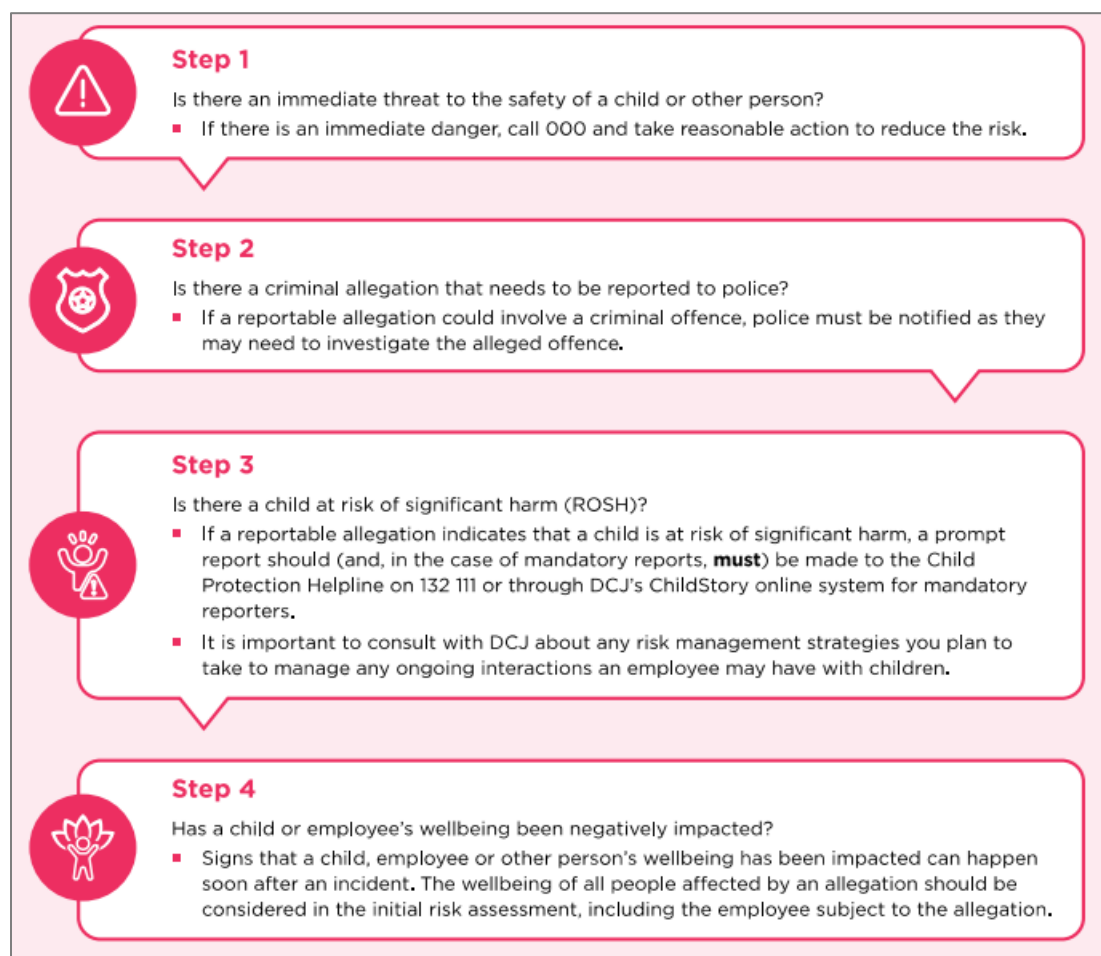 Step 1
Is there an immediate threat to the safety of a child or other person?
▪ If there is an immediate danger, call 000 and take reasonable action to reduce the risk.
Step 2
Is there a criminal allegation that needs to be reported to police?
▪ If a reportable allegation could involve a criminal offence, police must be notified as they
may need to investigate the alleged offence.
Step 3
Is there a child at risk of significant harm (ROSH)?
▪ If a reportable allegation indicates that a child is at risk of significant harm, a prompt
report should (and, in the case of mandatory reports, must) be made to the Child
Protection Helpline on 132 111 or through DCJ's ChildStory online system for mandatory
reporters.
▪ It is important to consult with DCJ about any risk management strategies you plan to
take to manage any ongoing interactions an employee may have with children.
Step 4
Has a child or employee's wellbeing been negatively impacted?
▪ Signs that a child, employee or other person's wellbeing has been impacted can happen
soon after an incident. The wellbeing of all people affected by an allegation should be
considered in the initial risk assessment, including the employee subject to the allegation.